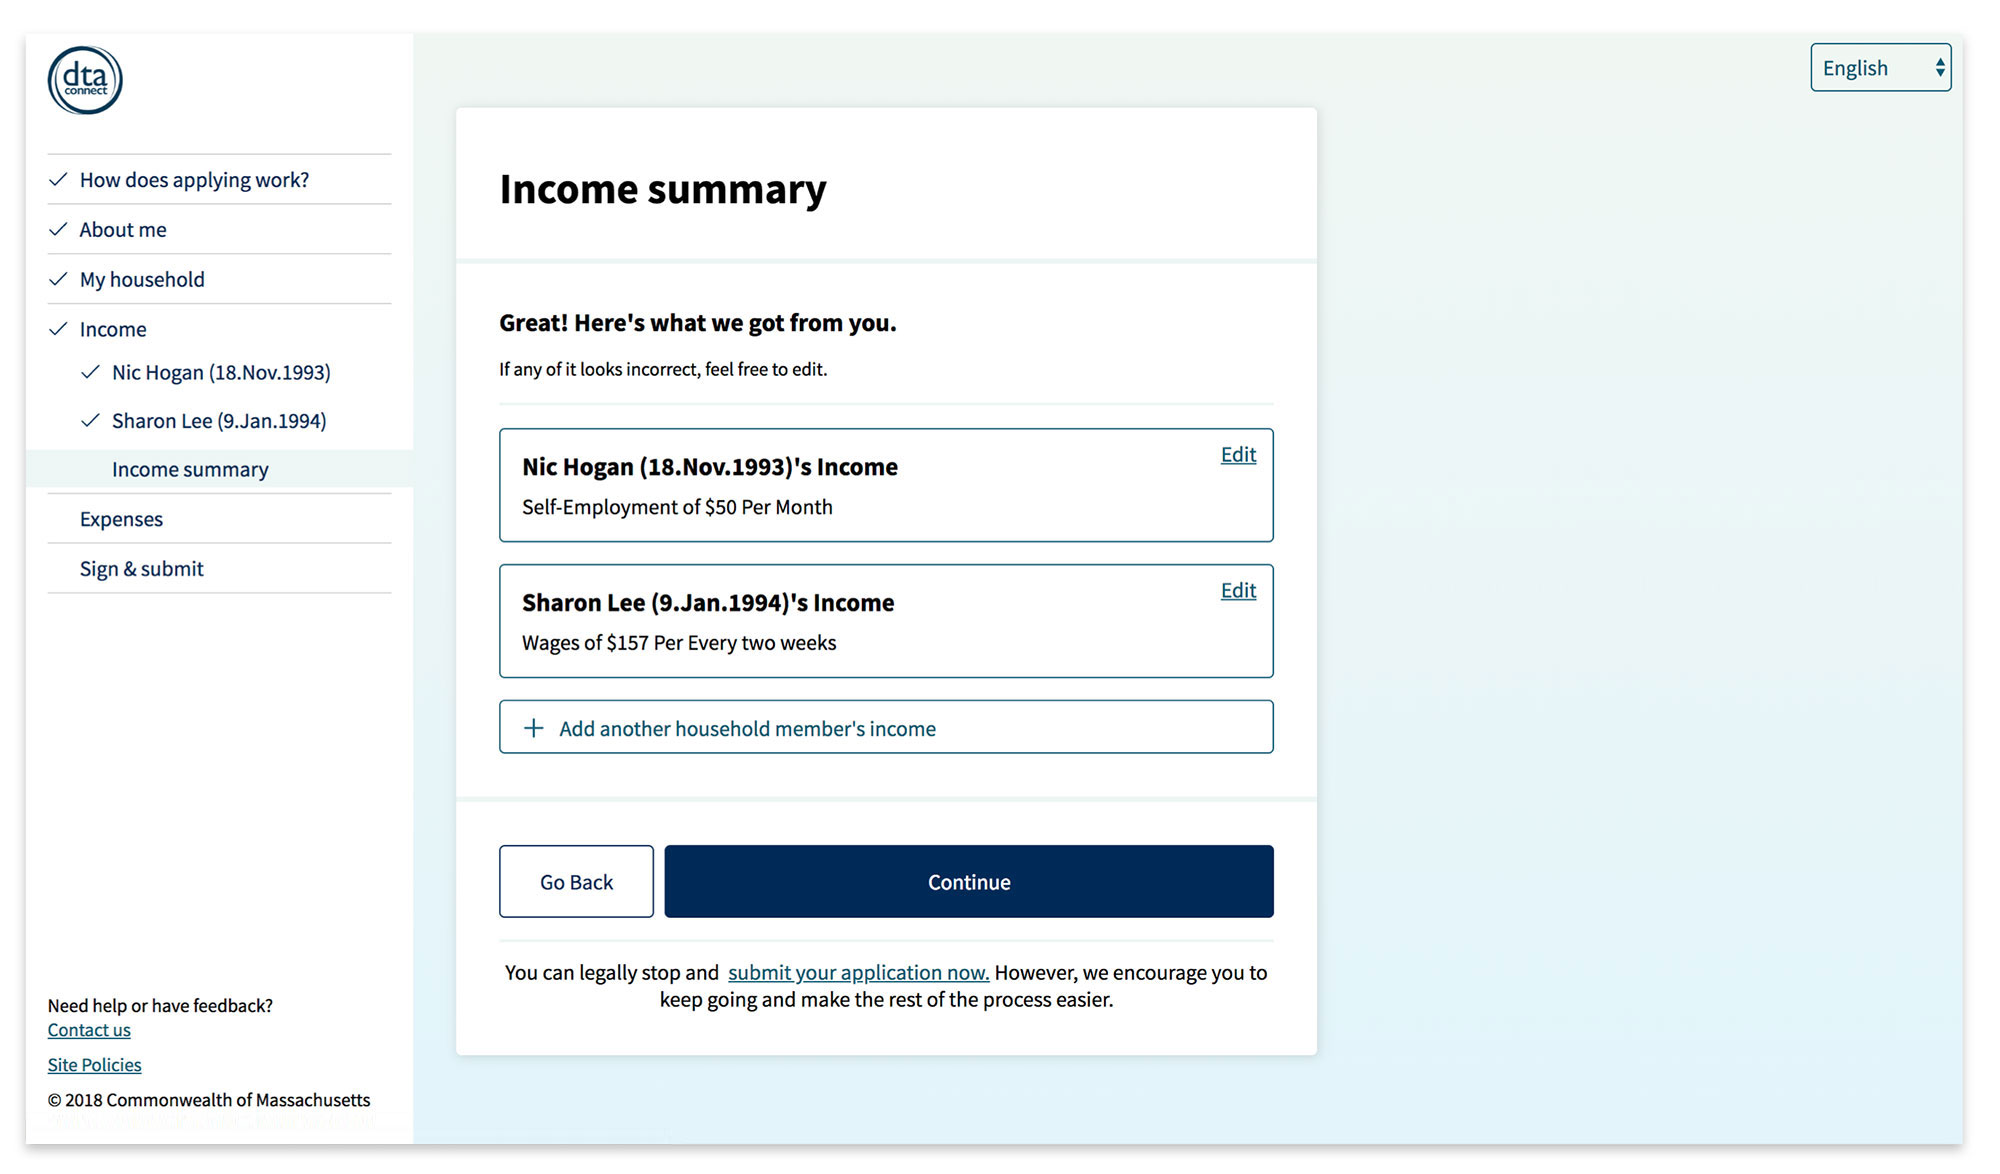 dta
connect
How does applying work?
About me
My household
Income
Nic Hogan (18.Nov.1993)
Sharon Lee (9.Jan.1994)
Income summary
Expenses
Sign & submit
Need help or have feedback?
Contact us
Site Policies
© 2018 Commonwealth of Massachusetts
English
Income summary
Great! Here's what we got from you.
If any of it looks incorrect, feel free to edit.
Nic Hogan (18.Nov.1993)'s Income
Edit
Self-Employment of $50 Per Month
Sharon Lee (9.Jan.1994)'s Income
Edit
Wages of $157 Per Every two weeks
Add another household member's income
Go Back
Continue
You can legally stop and submit your application now. However, we encourage you to
keep going and make the rest of the process easier.